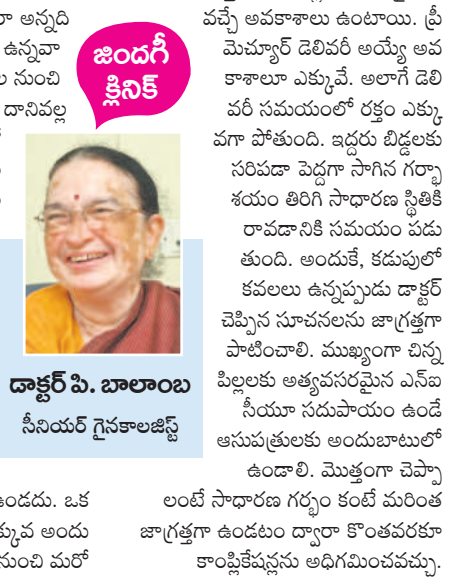 రా అన్నది
ఉన్నవా
ల నుంచి
దానివల్ల
జిందగీ
క్లినిక్
డాక్టర్ పి. బాలాంబ
సీనియర్ గైనకాలజిస్ట్
ఉండదు. ఒక
క్కువ అందు
నుంచి మరో
వచ్చే అవకాశాలు ఉంటాయి. ప్రీ
మెచ్యూర్ డెలివరీ అయ్యే అవ
కాశాలూ ఎక్కువే. అలాగే డెలి
వరీ సమయంలో రక్తం ఎక్కు
వగా పోతుంది. ఇద్దరు బిడ్డలకు
సరిపడా పెద్దగా సాగిన గర్భా
శయం తిరిగి సాధారణ స్థితికి
రావడానికి సమయం పడు
తుంది. అందుకే, కడుపులో
కవలలు ఉన్నప్పుడు డాక్టర్
చెప్పిన సూచనలను జాగ్రత్తగా
పాటించాలి. ముఖ్యంగా చిన్న
పిల్లలకు అత్యవసరమైన ఎన్ఐ
సీయూ సదుపాయం ఉండే
ఆసుపత్రులకు అందుబాటులో
ఉండాలి. మొత్తంగా చెప్పా
లంటే సాధారణ గర్భం కంటే మరింత
జాగ్రత్తగా ఉండటం ద్వారా కొంతవరకూ
కాంప్లికేషన్లను అధిగమించవచ్చు.